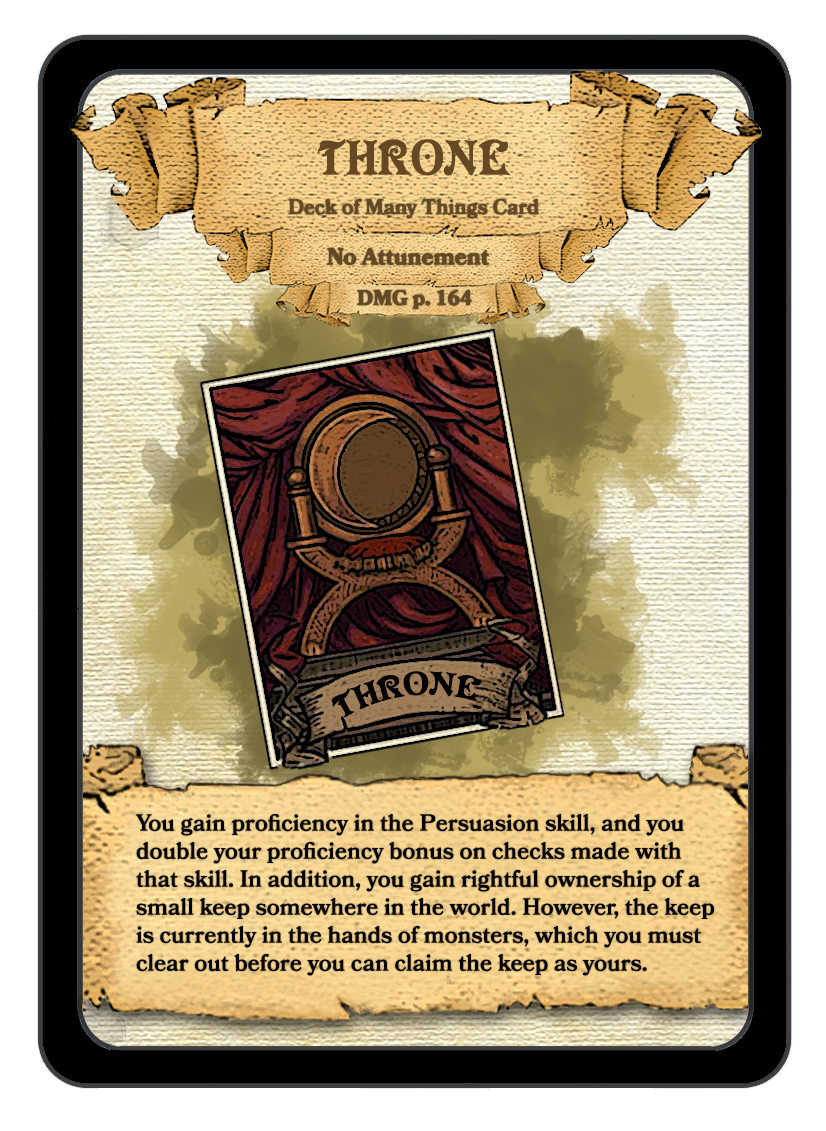 THRONE
Deck of Many Things Card
No Attunement
DMG p. 164
THRONE
You gain proficiency in the Persuasion skill, and you
double your proficiency bonus on checks made with
that skill. In addition, you gain rightful ownership of a
small keep somewhere in the world. However, the keep
is currently in the hands of monsters, which you must
clear out before you can claim the keep as yours.